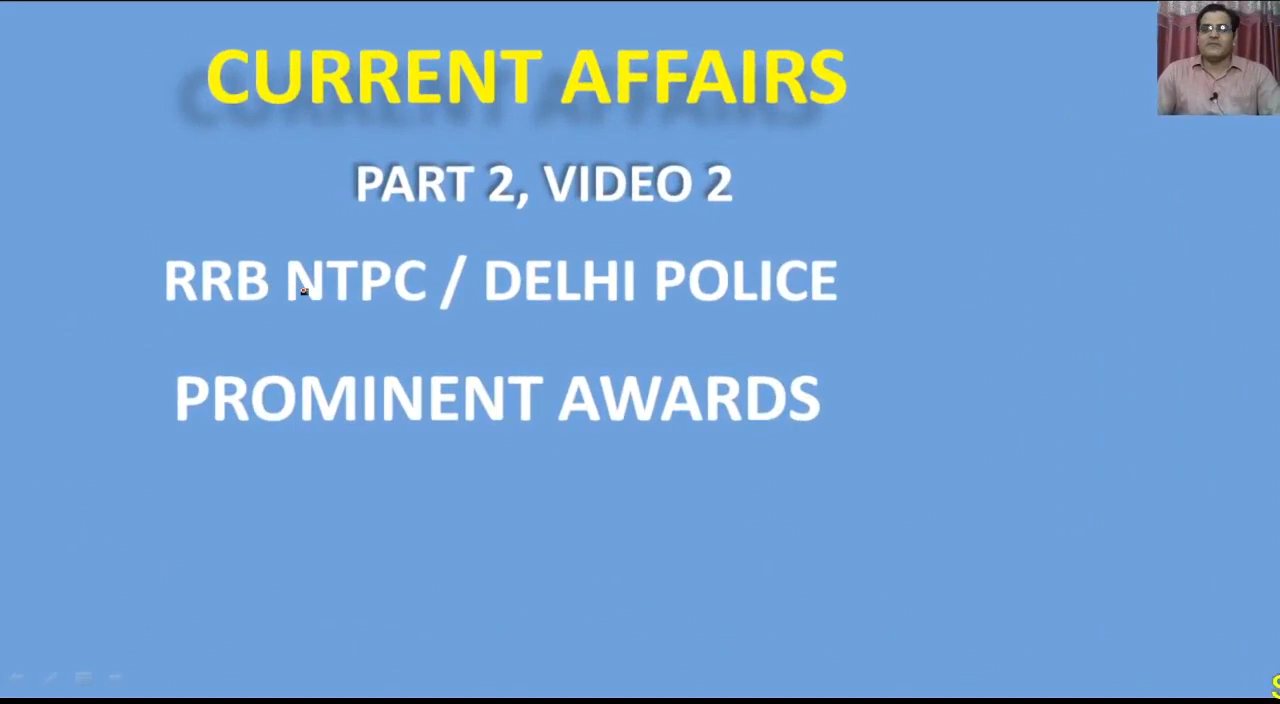 CURRENT AFFAIRS
PART 2, VIDEO 2
RRB NTPC / DELHI POLICE
PROMINENT AWARDS